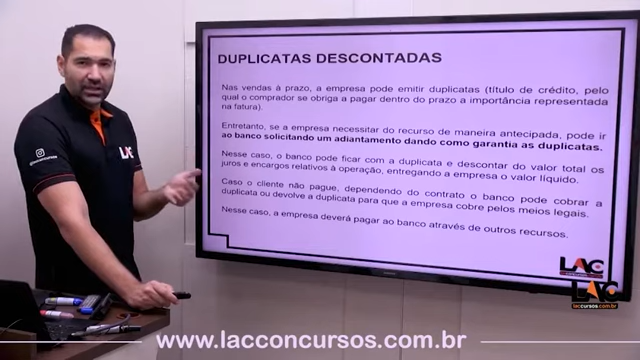 DUPLICATAS DESCONTADAS
Nas vendas à prazo, a empresa pode emitir duplicatas (título de crédito, pelo
qual o comprador se obriga a pagar dentro do prazo a importância representada
na fatura).
Entretanto, se a empresa necessitar do recurso de maneira antecipada, pode ir
ao banco solicitando um adiantamento dando como garantia as duplicatas.
Nesse caso, o banco pode ficar com a duplicata e descontar do valor total os
juros e encargos relativos à operação, entregando a empresa o valor líquido.
Caso o cliente não pague, dependendo do contrato o banco pode cobrar a
duplicata ou devolve a duplicata para que a empresa cobre pelos meios legais.
Nesse caso, a empresa deverá pagar ao banco através de outros recursos.
LAC
LAC
LAC
lacconcursos.com.br
www.lacconcursos.com.br